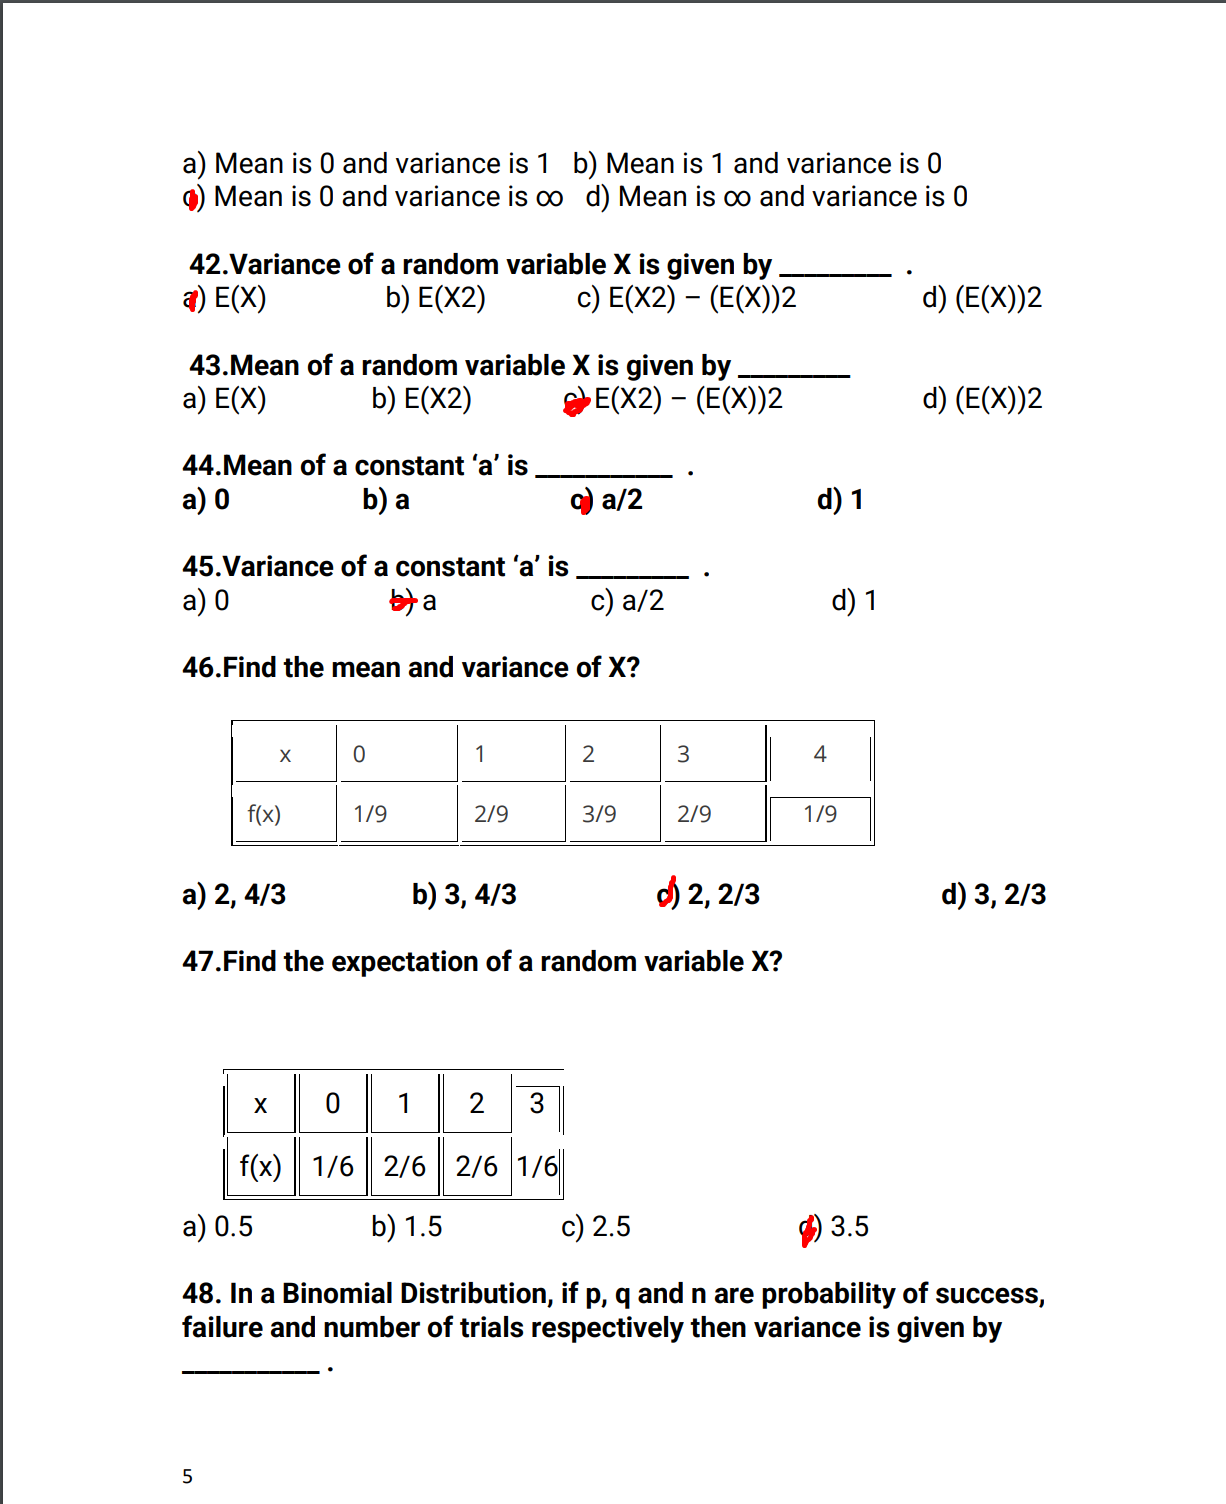 a) Mean is 0 and variance is 1 b) Mean is 1 and variance is 0
c) Mean is 0 and variance is ∞ d) Mean is ∞ and variance is 0
42.Variance of a random variable X is given by _________ .
a) E(X) b) E(X2) c) E(X2) – (E(X))2 d) (E(X))2
43.Mean of a random variable X is given by _________
a) E(X) b) E(X2) c) E(X2) – (E(X))2 d) (E(X))2
44.Mean of a constant ‘a’ is ___________ .
a) 0 b) a c) a/2 d) 1
45.Variance of a constant ‘a’ is _________ .
a) 0 b) a c) a/2 d) 1
46.Find the mean and variance of X?
x 0 1 2 3 4
f(x) 1/9 2/9 3/9 2/9 1/9
a) 2, 4/3 b) 3, 4/3 c) 2, 2/3 d) 3, 2/3
47.Find the expectation of a random variable X?
x 0 1 2 3
f(x) 1/6 2/6 2/6 1/6
a) 0.5 b) 1.5 c) 2.5 d) 3.5
48. In a Binomial Distribution, if p, q and n are probability of success,
failure and number of trials respectively then variance is given by
___________ .
5